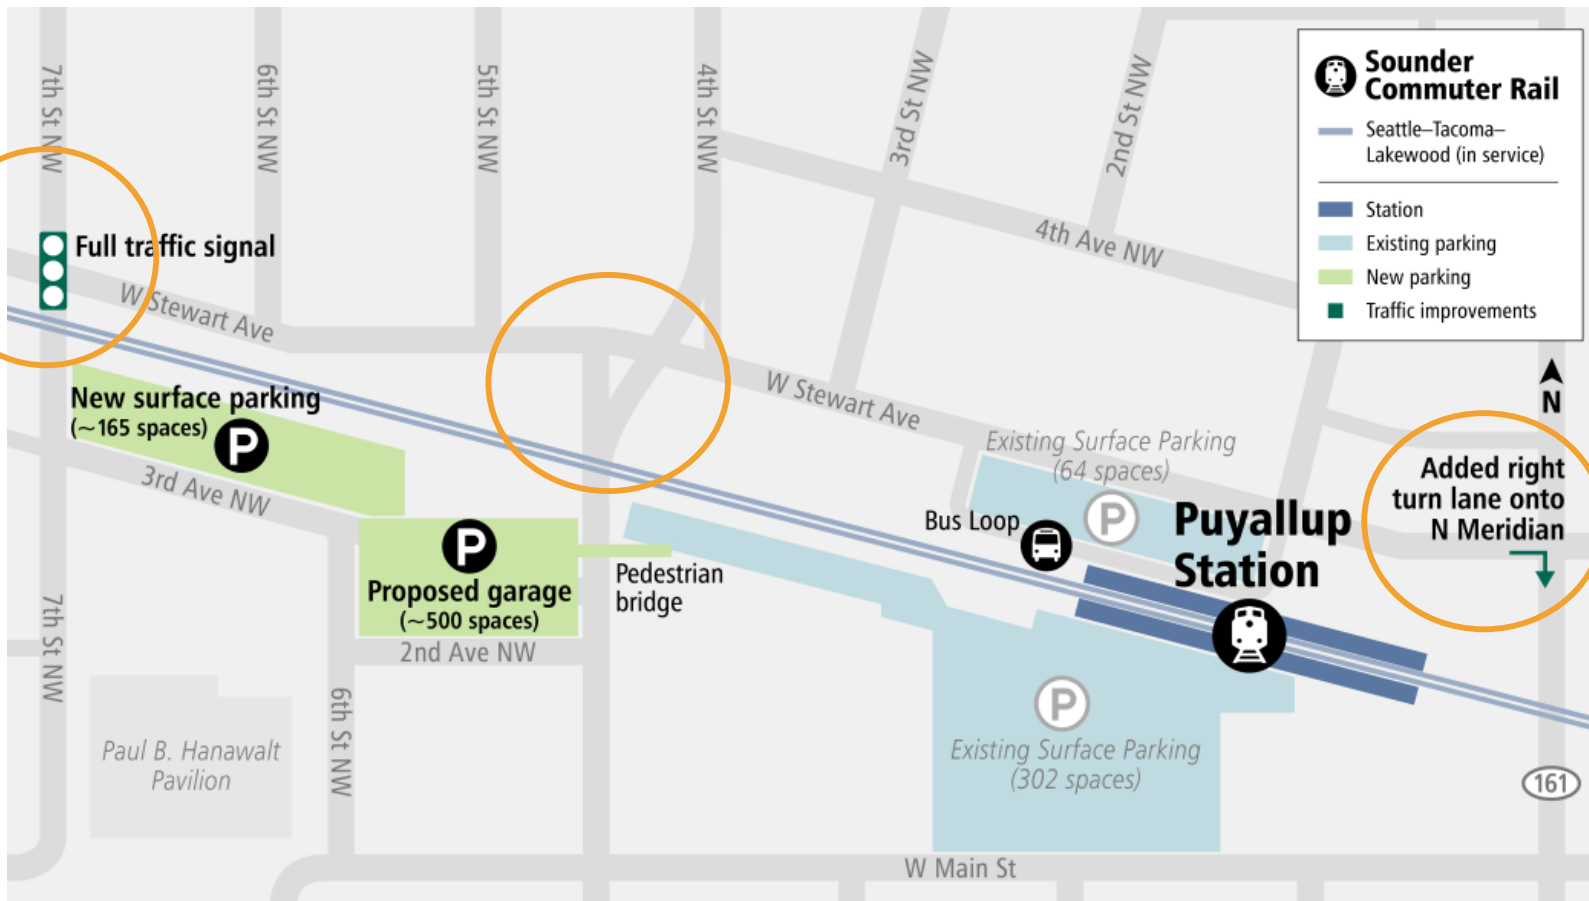 7th St NW
6th St NW
5th St NW
4th St NW
3rd St NW
2nd St NW
Sounder
Commuter Rail
Seattle–Tacoma–
Lakewood (in service)
Station
Existing parking
New parking
Traffic improvements
4th Ave NW
Full traffic signal
W Stewart Ave
N
W Stewart Ave
New surface parking
(~165 spaces)
P
3rd Ave NW
Existing Surface Parking
(64 spaces)
P
Added right
turn lane onto
N Meridian
Bus Loop
Puyallup
Station
P
Proposed garage
(~500 spaces)
Pedestrian
bridge
2nd Ave NW
7th St NW
6th St NW
Paul B. Hanawalt
Pavilion
P
Existing Surface Parking
(302 spaces)
161
W Main St